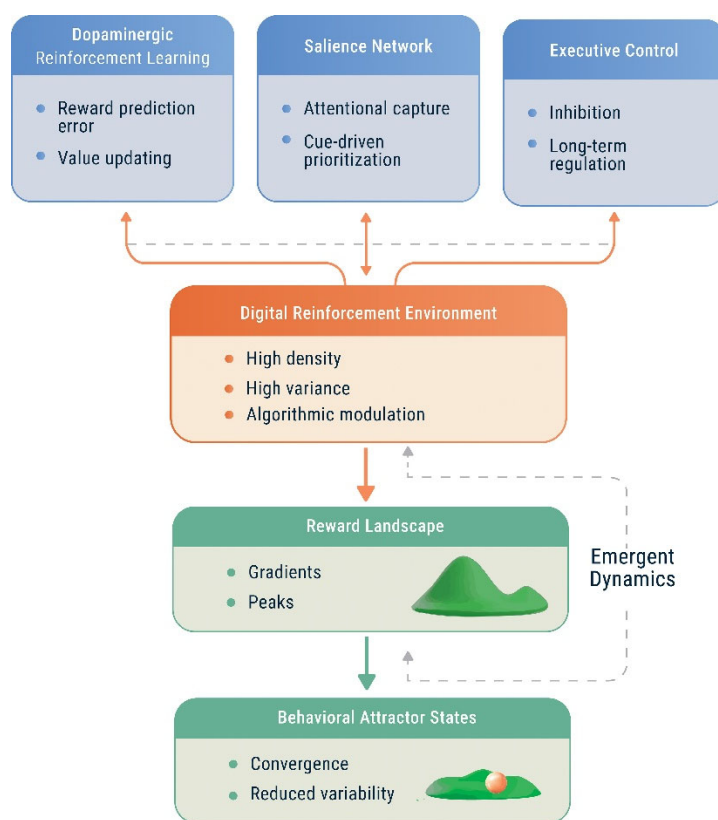 Dopaminergic
Reinforcement Learning
Reward prediction
error
Value updating
Salience Network
Attentional capture
Cue-driven
prioritization
Executive Control
Inhibition
Long-term
regulation
Digital Reinforcement Environment
High density
High variance
Algorithmic modulation
Reward Landscape
Gradients
Peaks
Emergent
Dynamics
Behavioral Attractor States
Convergence
Reduced variability